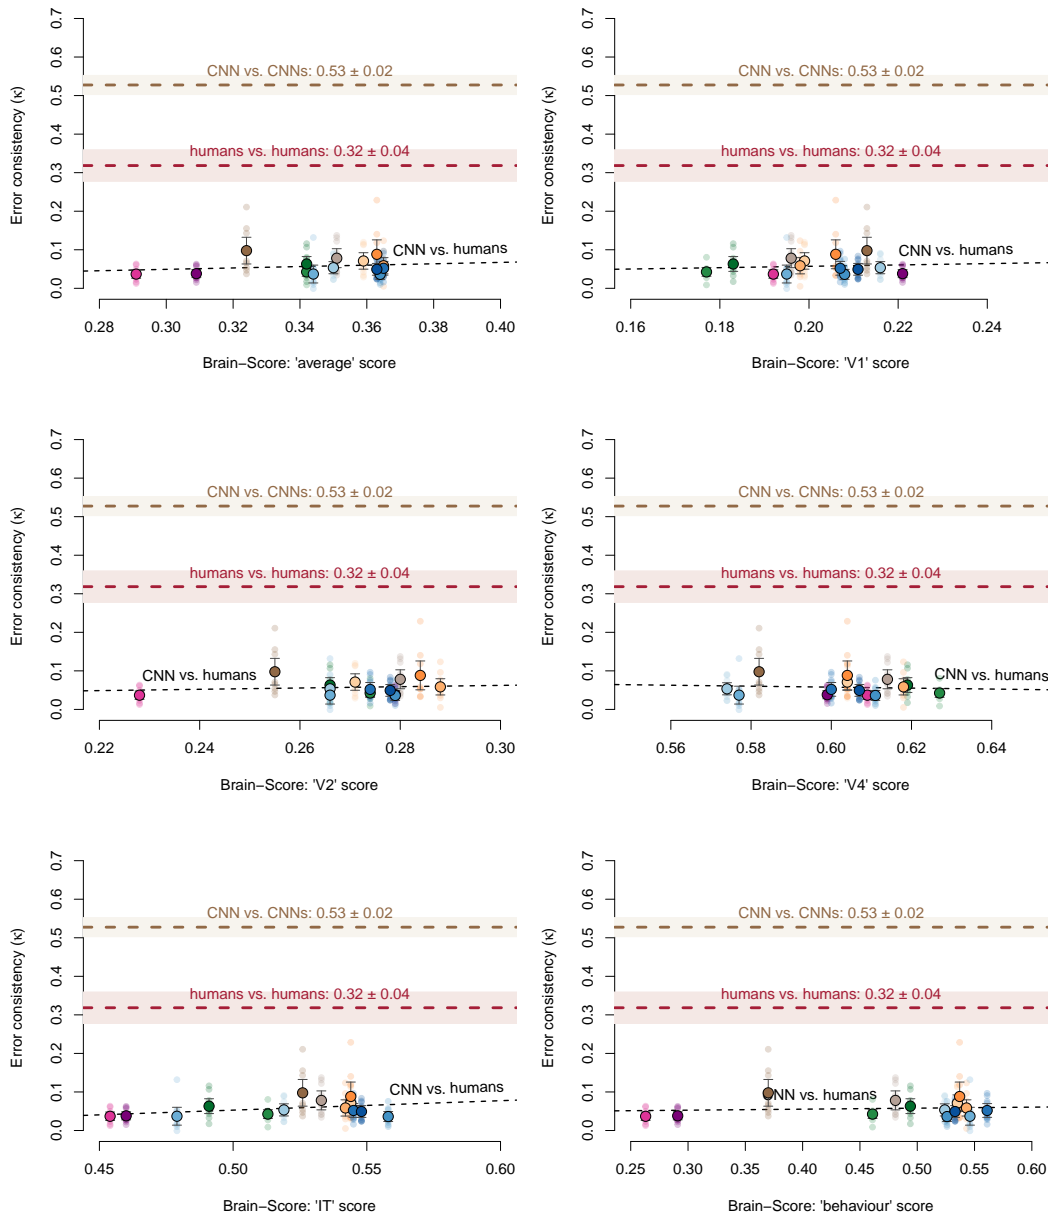 0.7
0.6
0.5
0.4
0.3
0.2
0.1
0.0
Error consistency (κ)
CNN vs. CNNs: 0.53 ± 0.02
humans vs. humans: 0.32 ± 0.04
CNN vs. humans
0.28 0.30 0.32 0.34 0.36 0.38 0.40
Brain−Score: 'average' score
0.7
0.6
0.5
0.4
0.3
0.2
0.1
0.0
Error consistency (κ)
CNN vs. CNNs: 0.53 ± 0.02
humans vs. humans: 0.32 ± 0.04
CNN vs. humans
0.16 0.18 0.20 0.22 0.24
Brain−Score: 'V1' score
0.7
0.6
0.5
0.4
0.3
0.2
0.1
0.0
Error consistency (κ)
CNN vs. CNNs: 0.53 ± 0.02
humans vs. humans: 0.32 ± 0.04
CNN vs. humans
0.22 0.24 0.26 0.28 0.30
Brain−Score: 'V2' score
0.7
0.6
0.5
0.4
0.3
0.2
0.1
0.0
Error consistency (κ)
CNN vs. CNNs: 0.53 ± 0.02
humans vs. humans: 0.32 ± 0.04
CNN vs. humans
0.56 0.58 0.60 0.62 0.64
Brain−Score: 'V4' score
0.7
0.6
0.5
0.4
0.3
0.2
0.1
0.0
Error consistency (κ)
CNN vs. CNNs: 0.53 ± 0.02
humans vs. humans: 0.32 ± 0.04
CNN vs. humans
0.45 0.50 0.55 0.60
Brain−Score: 'IT' score
0.7
0.6
0.5
0.4
0.3
0.2
0.1
0.0
Error consistency (κ)
CNN vs. CNNs: 0.53 ± 0.02
humans vs. humans: 0.32 ± 0.04
CNN vs. humans
0.25 0.30 0.35 0.40 0.45 0.50 0.55 0.60
Brain−Score: 'behaviour' score